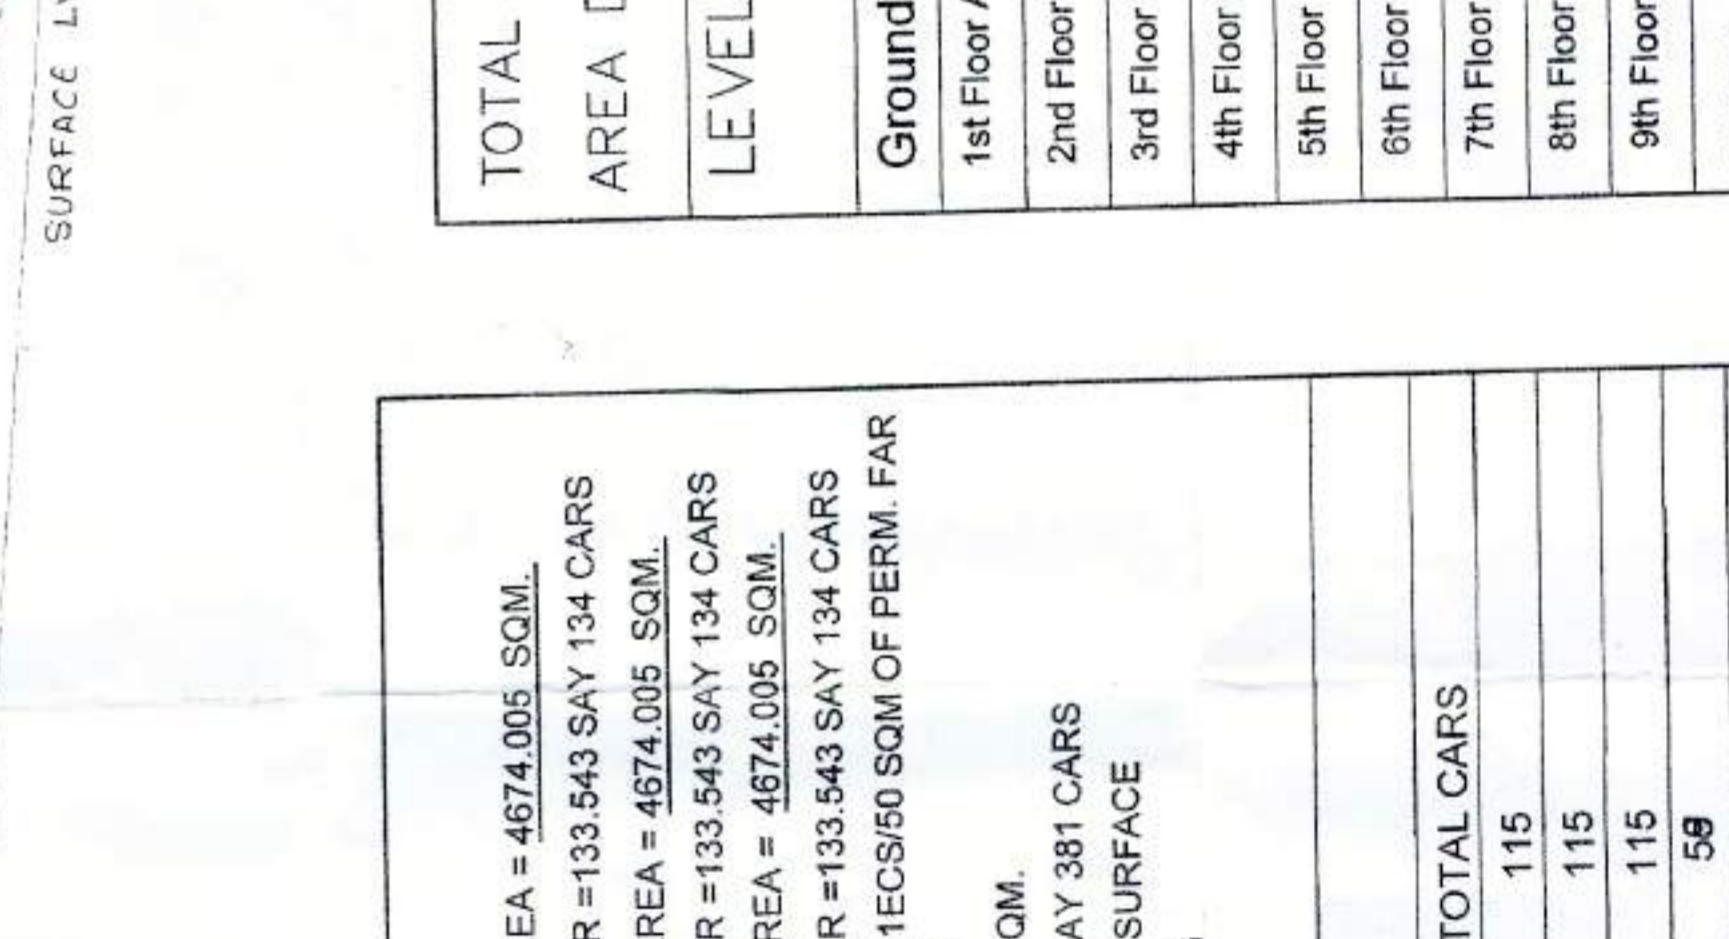 SURFACE
TOTAL
AREA
LEVEL
Ground
1st Floor
2nd Floor
3rd Floor
4th Floor
5th Floor
6th Floor
7th Floor
8th Floor
9th Floor
EA = 4674.005 SQM.
R =133.543 SAY 134 CARS
REA = 4674.005 SQM.
R =133.543 SAY 134 CARS
REA = 4674.005 SQM.
R =133.543 SAY 134 CARS
1ECS/50 SQM OF PERM. FAR
QM.
AY 381 CARS
SURFACE
TOTAL CARS
115
115
115